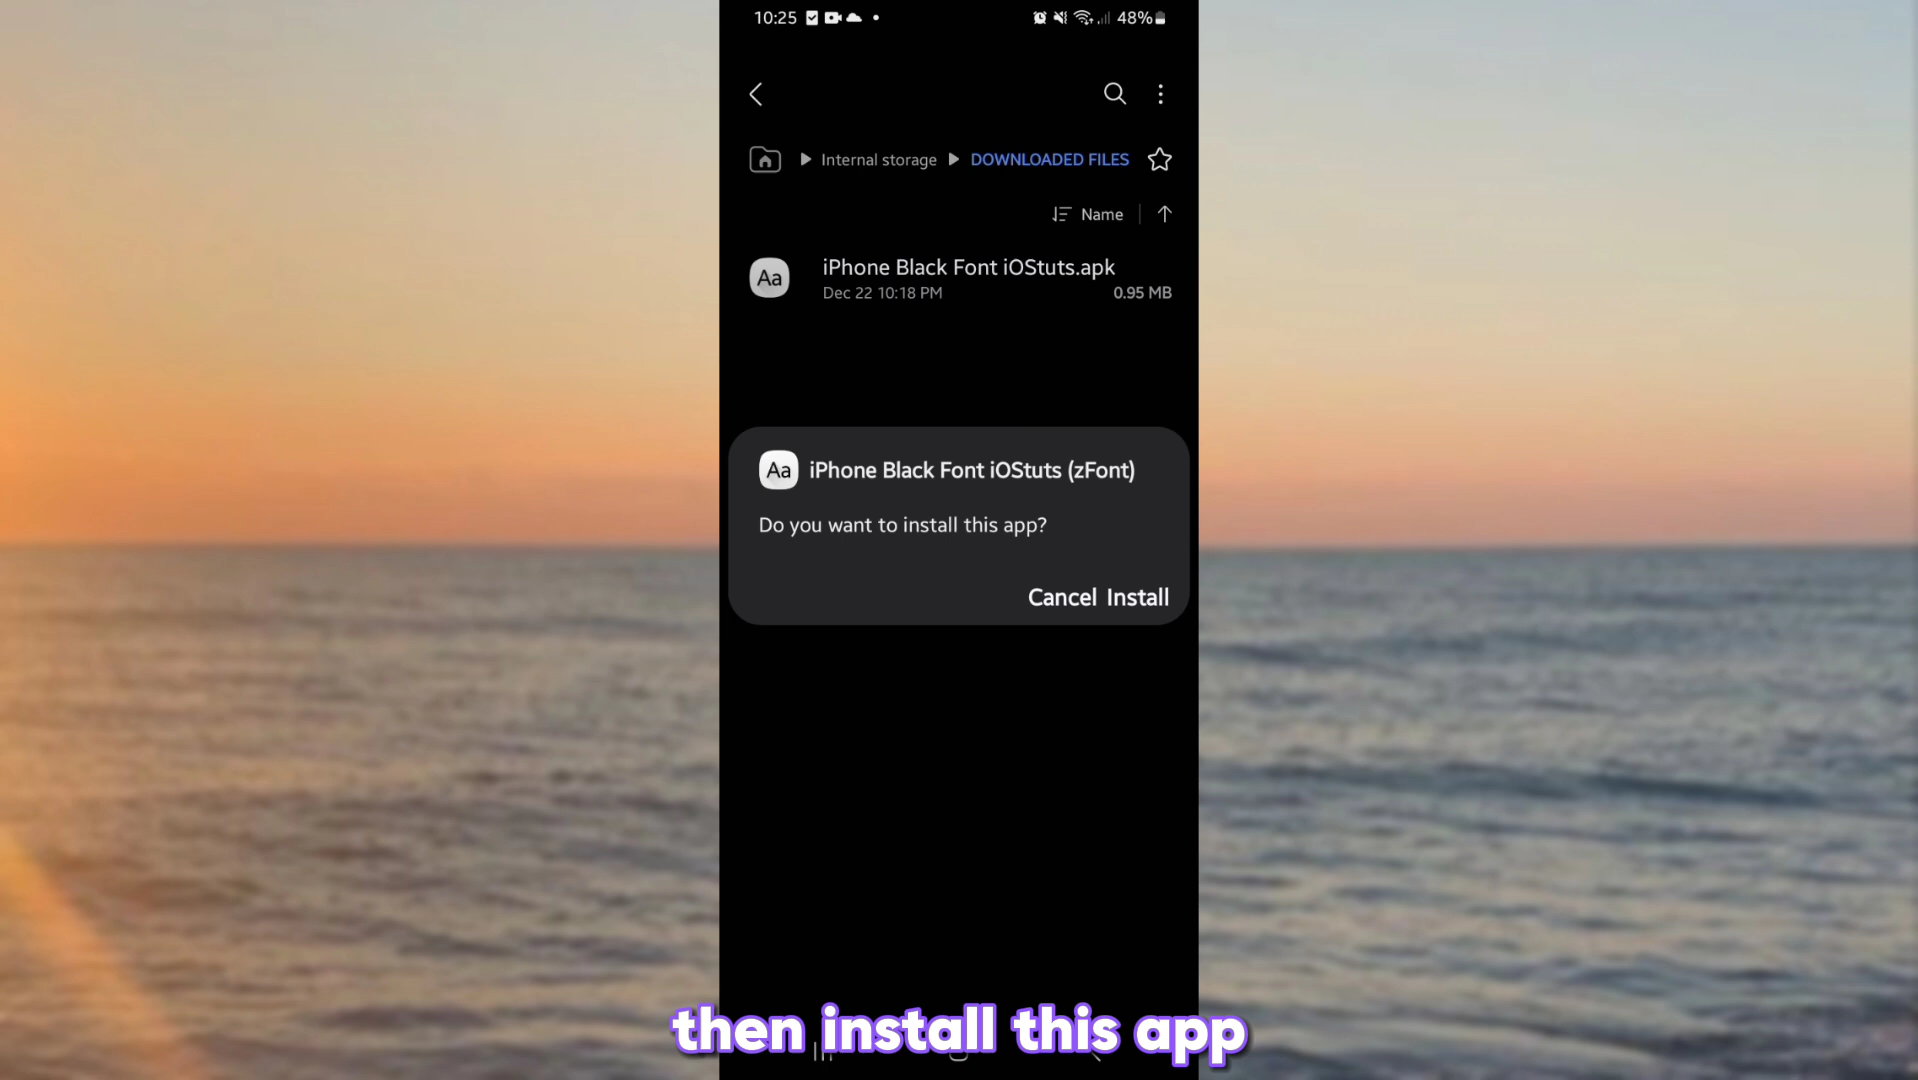 10:25 48%
Internal storage DOWNLOADED FILES
Name
Aa iPhone Black Font iOStuts.apk
Dec 22 10:18 PM 0.95 MB
Aa iPhone Black Font iOStuts (zFont)
Do you want to install this app?
Cancel Install
then install this app